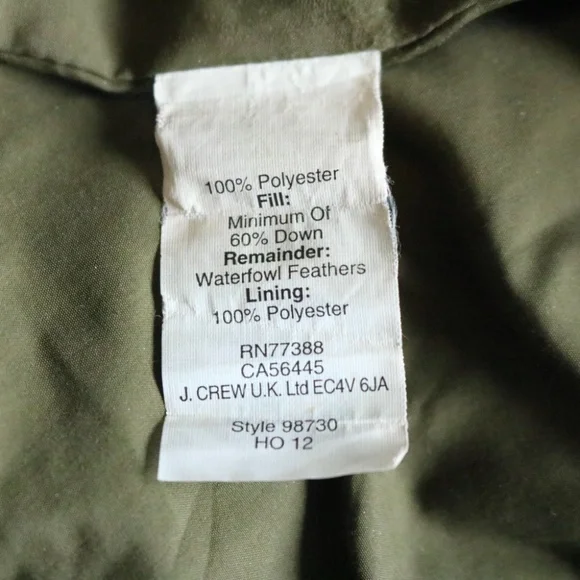 100% Polyester
Fill:
Minimum Of
60% Down
Remainder:
Waterfowl Feathers
Lining:
100% Polyester
RN77388
CA56445
J. CREW U.K. Ltd EC4V 6JA
Style 98730
HO 12